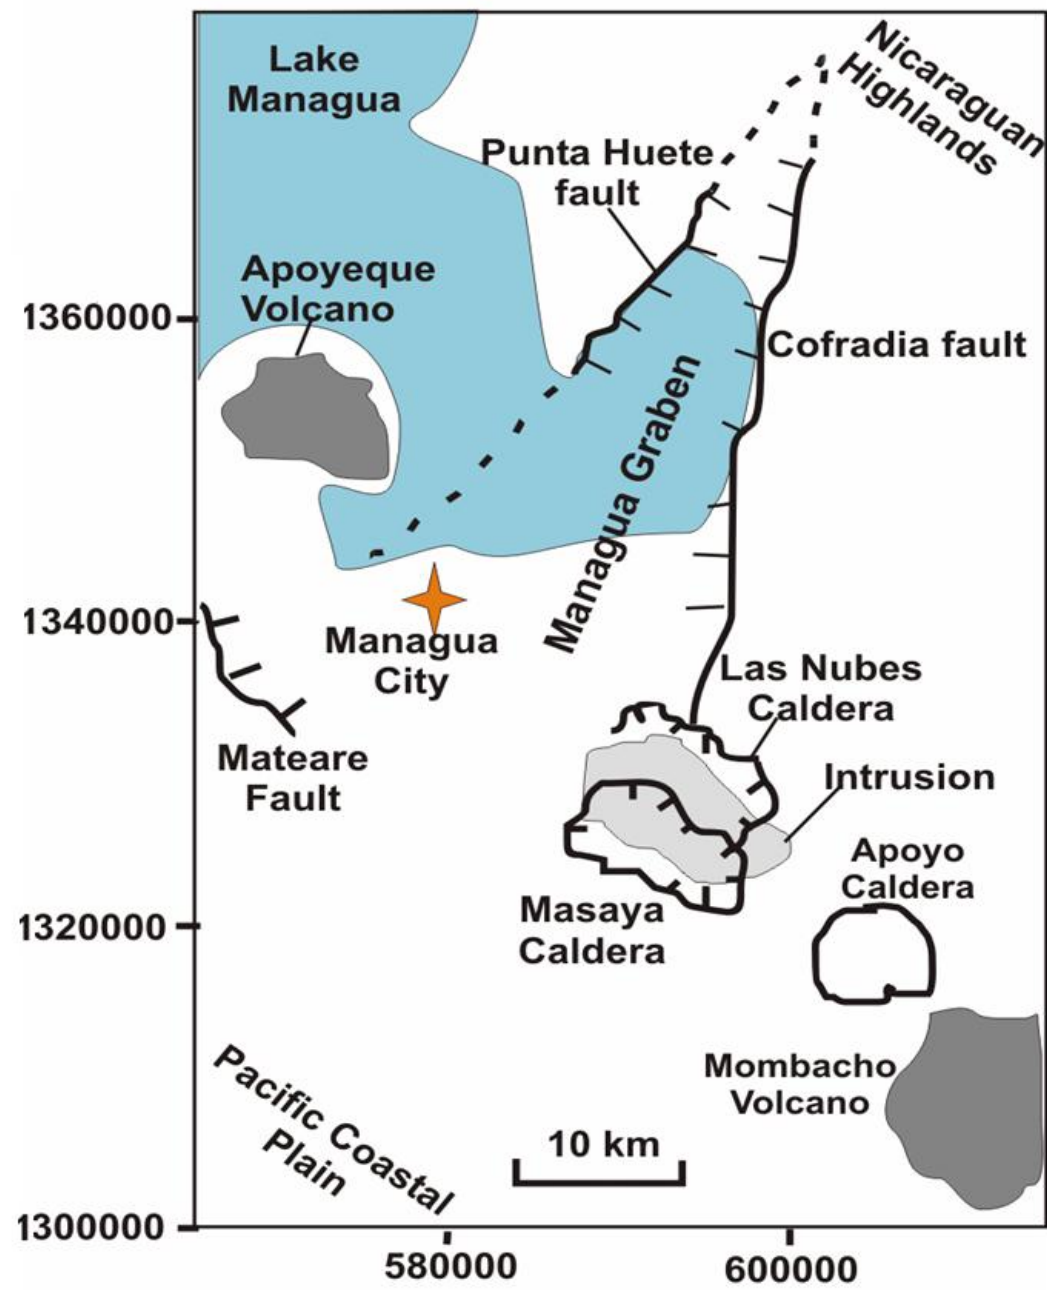 Lake
Managua
Nicaraguan
Highlands
Punta Huete
fault
Apoyeque
Volcano
1360000
Cofradia fault
Managua Graben
1340000
Managua
City
Las Nubes
Caldera
Mateare
Fault
Intrusion
Apoyo
Caldera
Masaya
Caldera
1320000
Mombacho
Volcano
Pacific Coastal
Plain
10 km
1300000
580000
600000